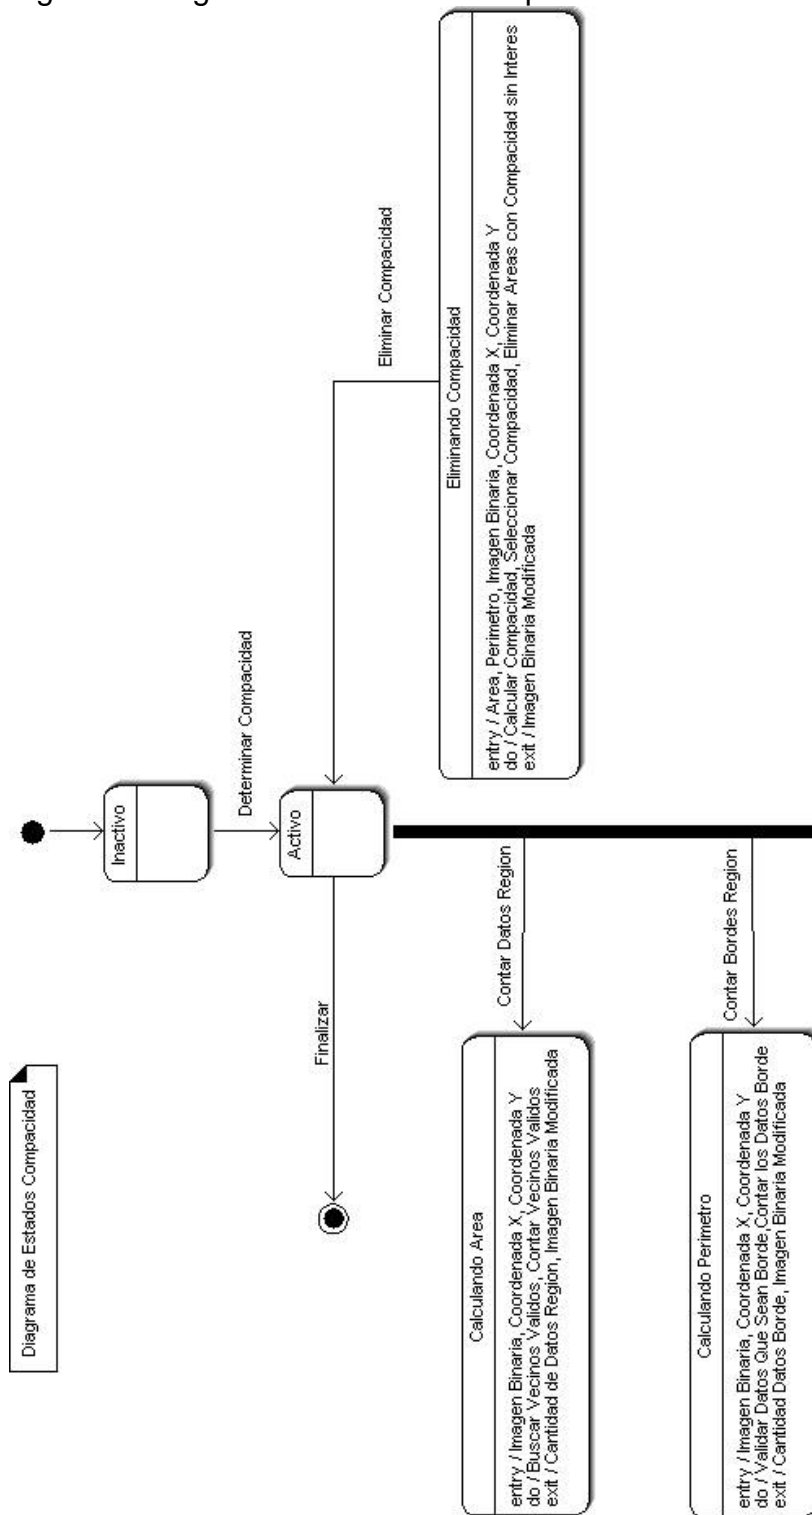 Diagrama de Estados Compacidad
Inactivo
Determinar Compacidad
Activo
Finalizar
Eliminar Compacidad
Eliminando Compacidad
entry / Area, Perimetro, Imagen Binaria, Coordenada X, Coordenada Y
do / Calcular Compacidad, Seleccionar Compacidad, Eliminar Areas con Compacidad sin Interes
exit / Imagen Binaria Modificada
Contar Datos Region
Calculando Area
entry / Imagen Binaria, Coordenada X, Coordenada Y
do / Buscar Vecinos Validos, Contar Vecinos Validos
exit / Cantidad de Datos Region, Imagen Binaria Modificada
Contar Bordes Region
Calculando Perimetro
entry / Imagen Binaria, Coordenada X, Coordenada Y
do / Validar Datos Que Sean Borde,Contar los Datos Borde
exit / Cantidad Datos Borde, Imagen Binaria Modificada